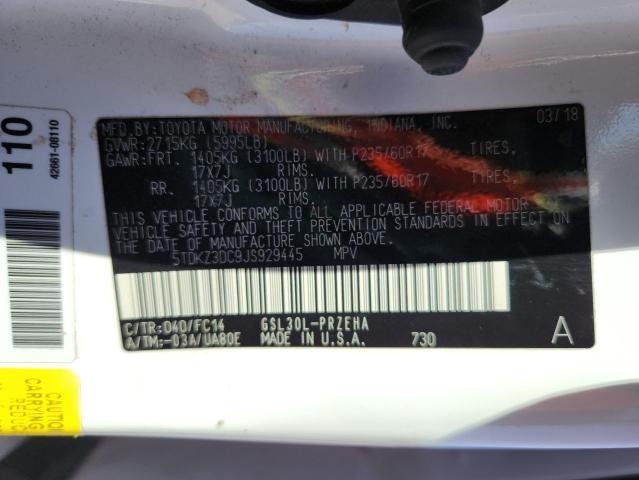 110
42661-08110
MFD.BY:TOYOTA MOTOR MANUFACTURING, INDIANA, INC. 03/18
GVWR:2715KG (5995LB)
GAWR:FRT. 1405KG (3100LB) WITH P235/60R17 TIRES,
17X7J RIMS.
RR. 1405KG (3100LB) WITH P235/60R17 TIRES,
17X7J RIMS.
THIS VEHICLE CONFORMS TO ALL APPLICABLE FEDERAL MOTOR
VEHICLE SAFETY AND THEFT PREVENTION STANDARDS IN EFFECT ON
THE DATE OF MANUFACTURE SHOWN ABOVE.
5TDKZ3DC9JS929445 MPV
C/TR:040/FC14 GSL30L-PRZEHA
A/TM:-03A/UA80E MADE IN U.S.A. 730 A
CAUTION
CARRYING